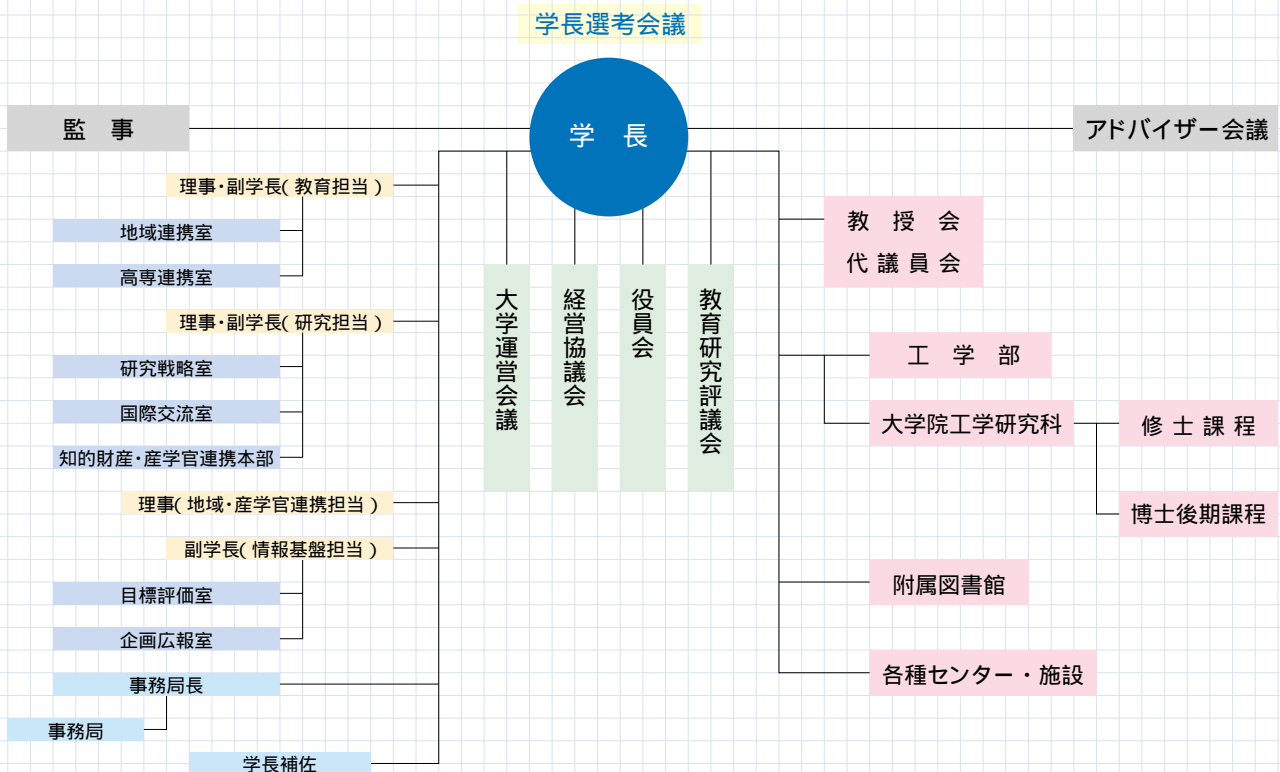 学長選考会議
学 長
監 事
アドバイザー会議
理事・副学長(教育担当)
地域連携室
高専連携室
理事・副学長(研究担当)
研究戦略室
国際交流室
知的財産・産学官連携本部
理事(地域・産学官連携担当)
副学長(情報基盤担当)
目標評価室
企画広報室
事務局長
事務局
学長補佐
大学運営会議
経営協議会
役員会
教育研究評議会
教 授 会
代 議 員 会
工 学 部
大学院工学研究科
修 士 課 程
博士後期課程
附属図書館
各種センター・施設